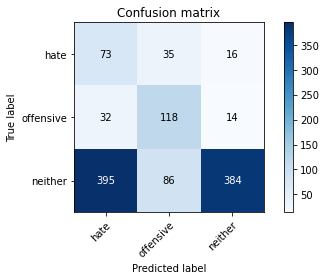 Confusion matrix
hate 73 35 16
offensive 32 118 14
neither 395 86 384
hate offensive neither
True label
Predicted label
350
300
250
200
150
100
50